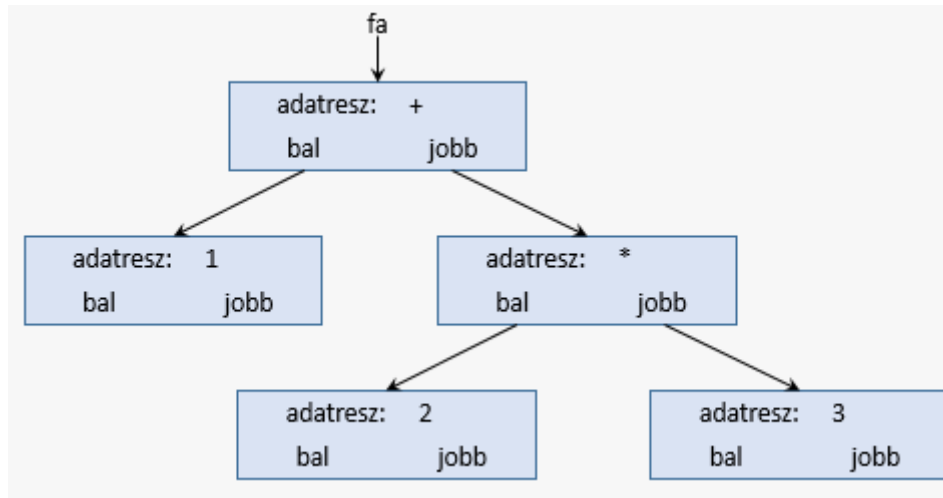 fa
adatresz: +
bal jobb
adatresz: 1
bal jobb
adatresz: *
bal jobb
adatresz: 2
bal jobb
adatresz: 3
bal jobb